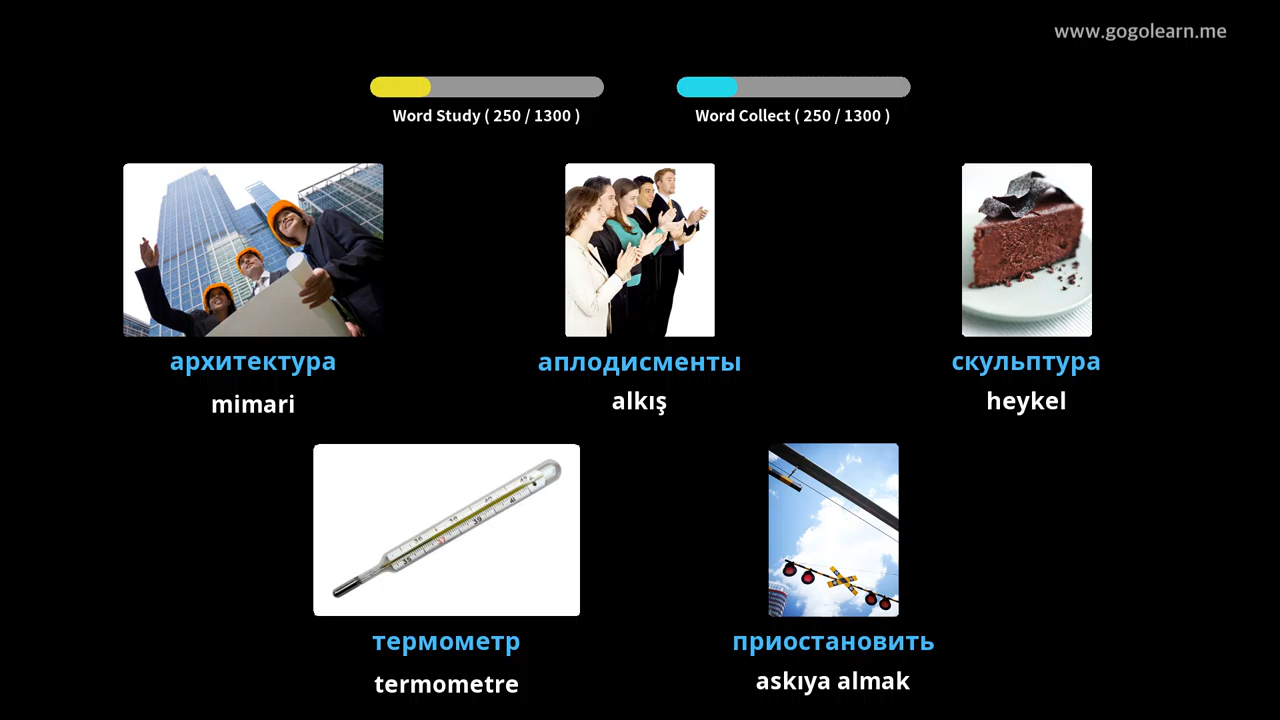 www.gogolearn.me
Word Study ( 250 / 1300 )
Word Collect ( 250 / 1300 )
архитектура
аплодисменты
скульптура
mimari
alkış
heykel
термометр
приостановить
termometre
askıya almak